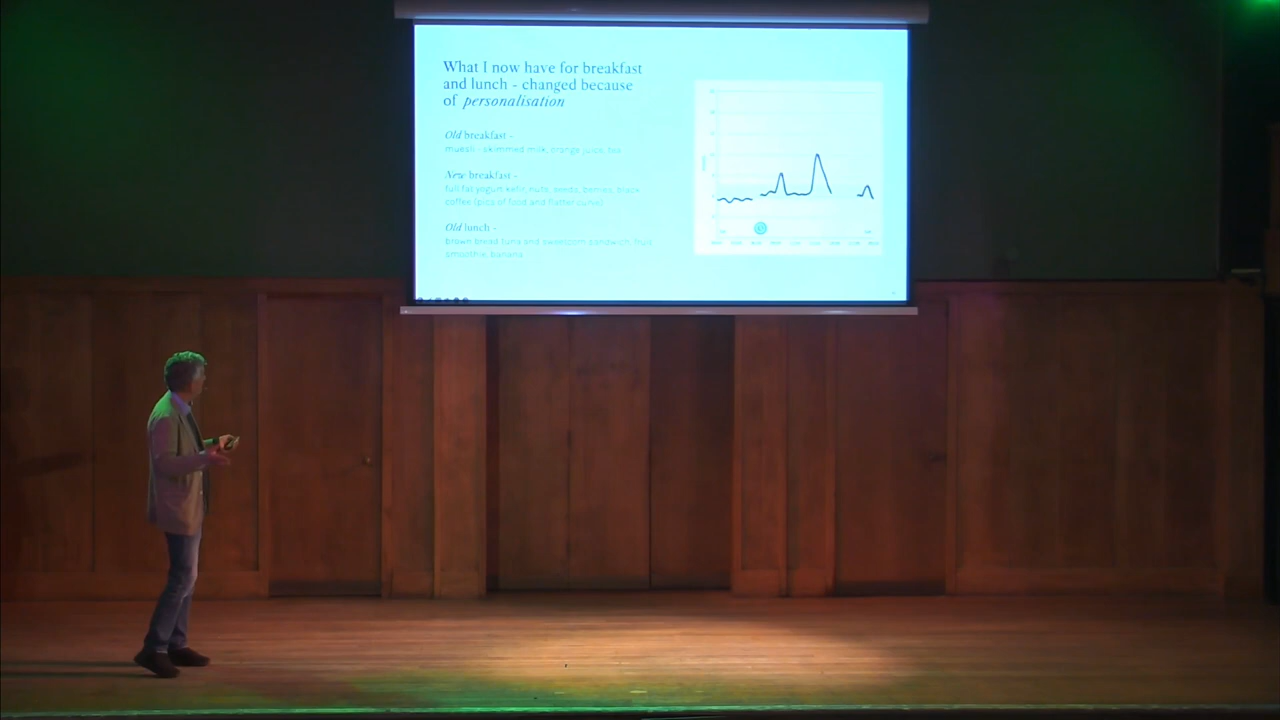 What I now have for breakfast
and lunch - changed because
of personalisation
Old breakfast -
muesli - skimmed milk, orange juice, tea
New breakfast -
full fat yogurt kefir, nuts, seeds, berries, black
coffee (pics of food and flatter curve)
Old lunch -
brown bread tuna and sweetcorn sandwich, fruit
smoothie, banana